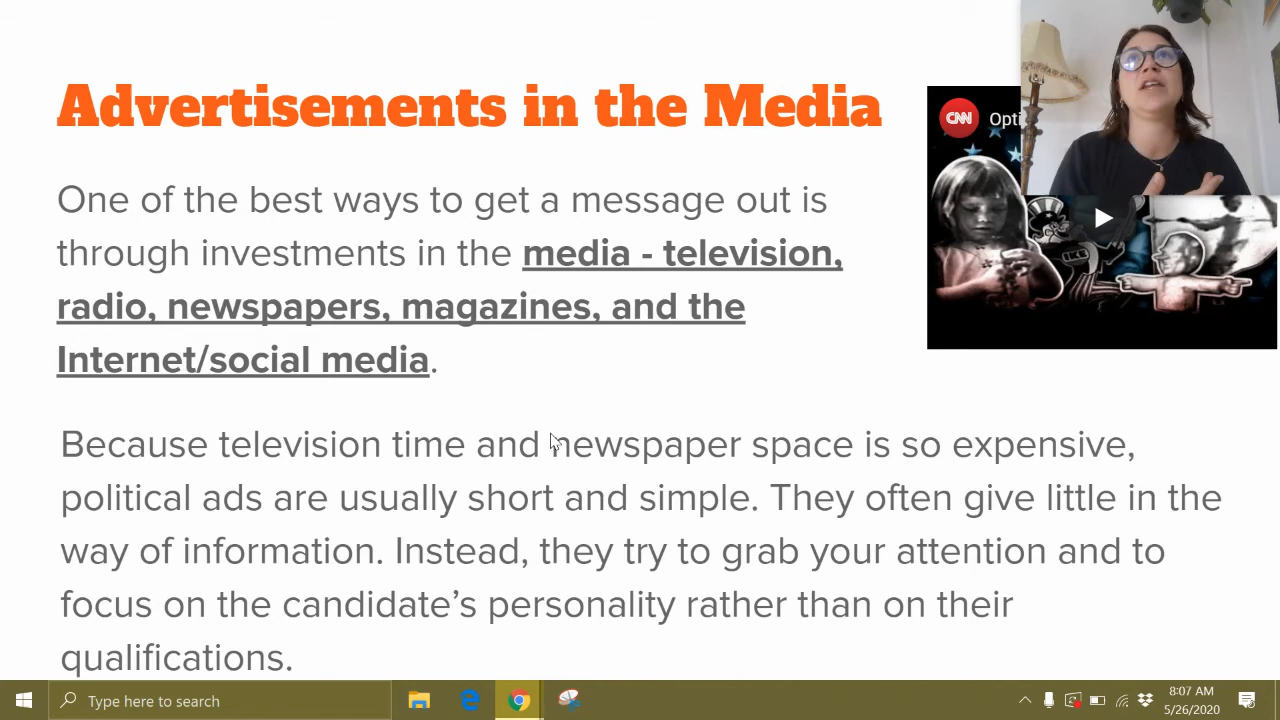 Advertisements in the Media
CNN
Opti
One of the best ways to get a message out is
through investments in the media - television,
radio, newspapers, magazines, and the
Internet/social media.
Because television time and newspaper space is so expensive,
political ads are usually short and simple. They often give little in the
way of information. Instead, they try to grab your attention and to
focus on the candidate’s personality rather than on their
qualifications.
Type here to search
8:07 AM
5/26/2020